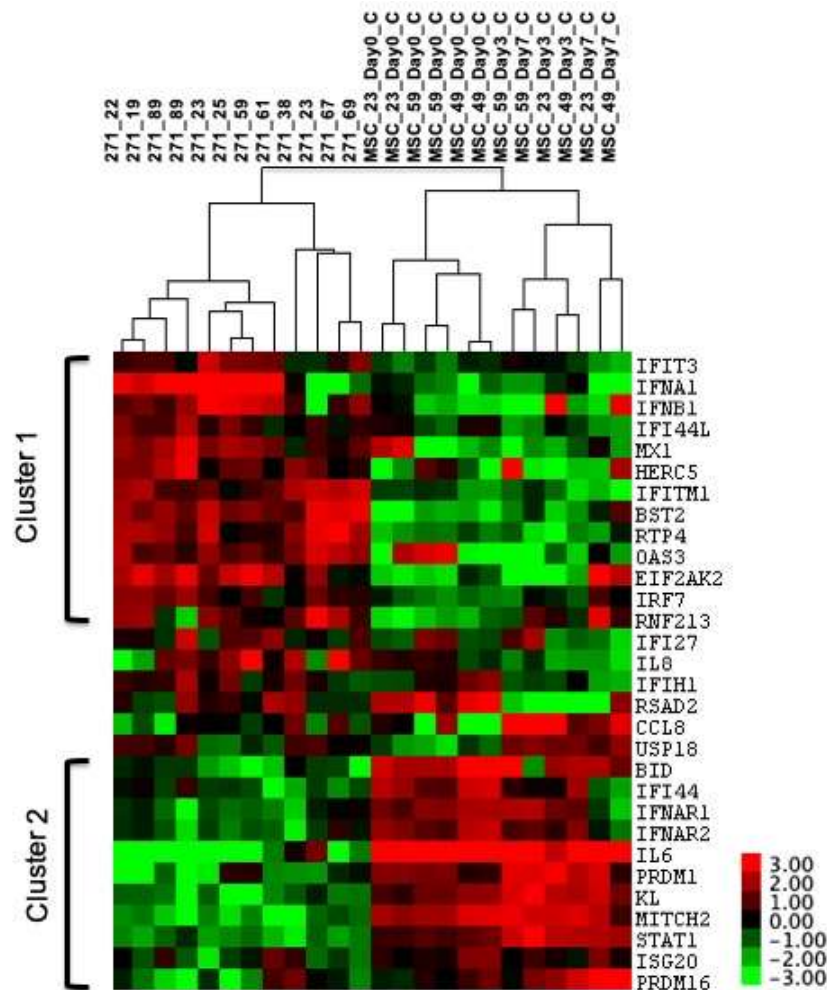 271_22
271_19
271_89
271_89
271_23
271_25
271_59
271_61
271_38
271_23
271_67
271_69
MSC_23_Day0_C
MSC_23_Day0_C
MSC_59_Day0_C
MSC_59_Day0_C
MSC_49_Day0_C
MSC_49_Day0_C
MSC_59_Day3_C
MSC_59_Day7_C
MSC_23_Day3_C
MSC_49_Day3_C
MSC_23_Day7_C
MSC_49_Day7_C
Cluster 1
IFIT3
IFNA1
IFNB1
IFI44L
MX1
HERC5
IFITM1
BST2
RTP4
OAS3
EIF2AK2
IRF7
RNF213
IFI27
IL8
IFIH1
RSAD2
CCL8
USP18
Cluster 2
BID
IFI44
IFNAR1
IFNAR2
IL6
PRDM1
KL
MITCH2
STAT1
ISG20
PRDM16
3.00
2.00
1.00
0.00
-1.00
-2.00
-3.00